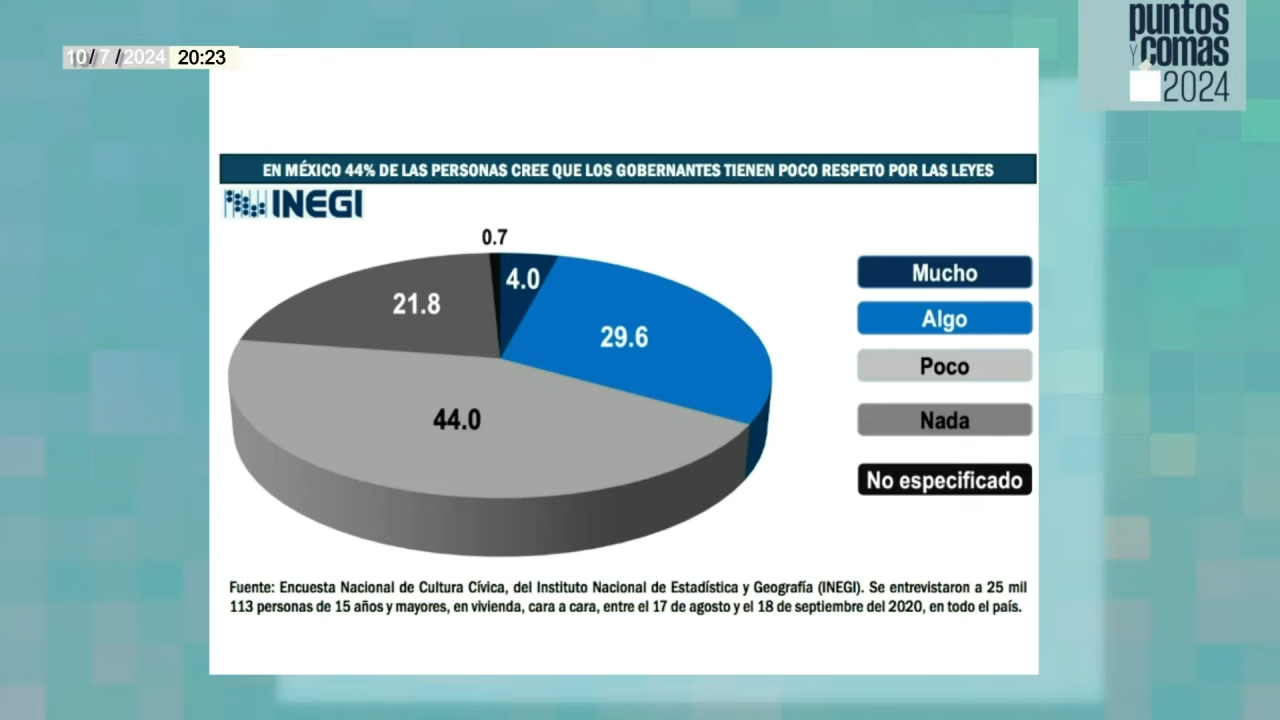 puntos
y comas
2024
10/7/2024 20:23
EN MÉXICO 44% DE LAS PERSONAS CREE QUE LOS GOBERNANTES TIENEN POCO RESPETO POR LAS LEYES
INEGI
0.7
4.0
21.8
29.6
44.0
Mucho
Algo
Poco
Nada
No especificado
Fuente: Encuesta Nacional de Cultura Cívica, del Instituto Nacional de Estadística y Geografía (INEGI). Se entrevistaron a 25 mil
113 personas de 15 años y mayores, en vivienda, cara a cara, entre el 17 de agosto y el 18 de septiembre del 2020, en todo el país.